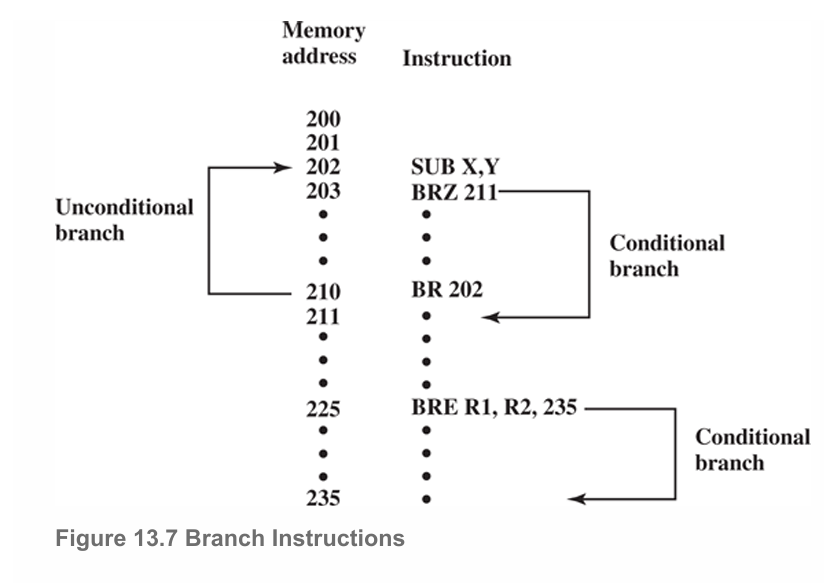 Memory
address
Instruction
200
201
202 SUB X,Y
203 BRZ 211
Unconditional
branch
Conditional
branch
210 BR 202
211
225 BRE R1, R2, 235
Conditional
branch
235
Figure 13.7 Branch Instructions